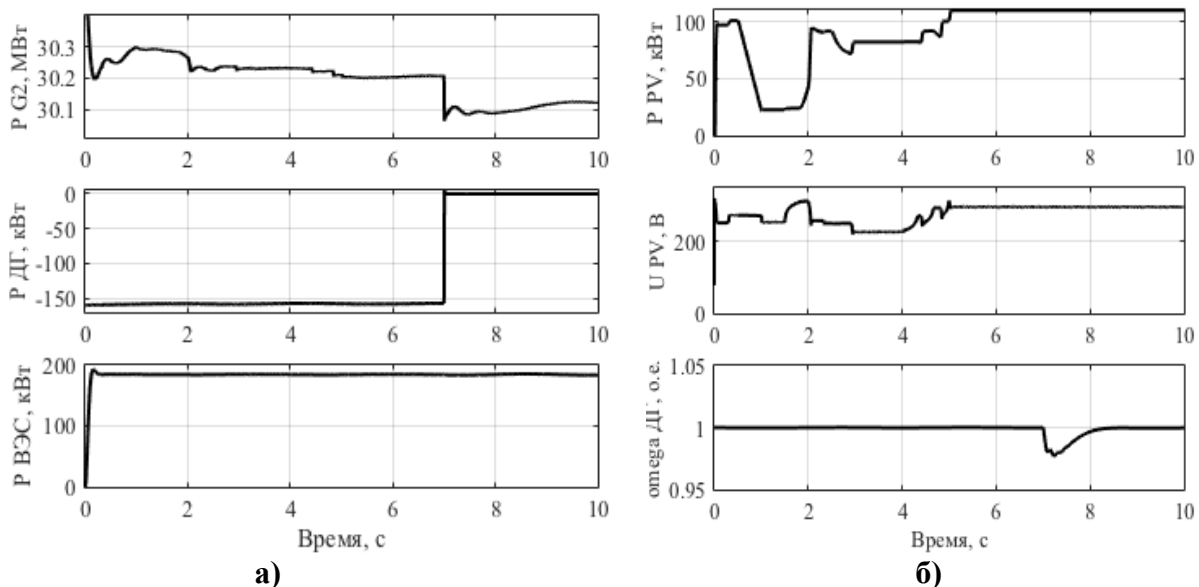 P G2, МВт
30.3
30.2
30.1
0 2 4 6 8 10
P ДГ, кВт
0
-50
-100
-150
0 2 4 6 8 10
P ВЭС, кВт
200
100
0
0 2 4 6 8 10
Время, с
а)
P PV, кВт
100
50
0
0 2 4 6 8 10
U PV, В
200
0
0 2 4 6 8 10
omega ДГ, о.е.
1.05
1
0.95
0 2 4 6 8 10
Время, с
б)